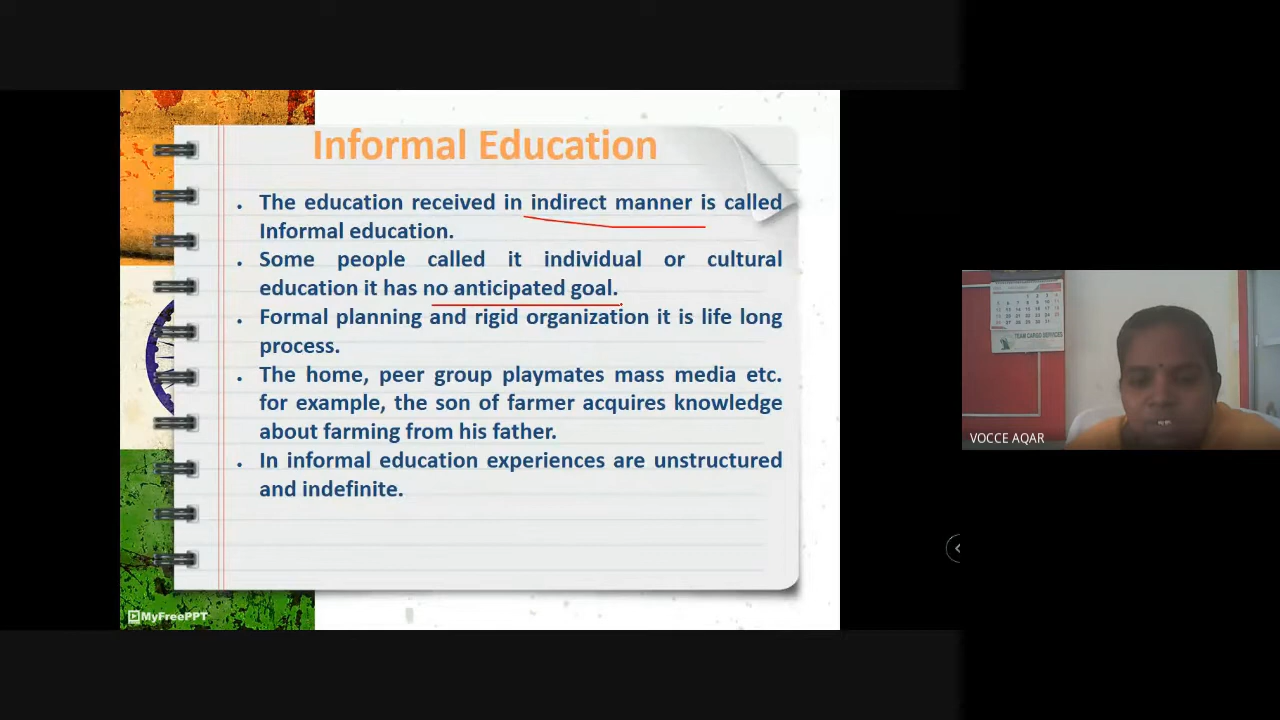 Informal Education
. The education received in indirect manner is called
Informal education.
. Some people called it individual or cultural
education it has no anticipated goal.
. Formal planning and rigid organization it is life long
process.
. The home, peer group playmates mass media etc.
for example, the son of farmer acquires knowledge
about farming from his father.
. In informal education experiences are unstructured
and indefinite.
MyFreePPT
TEAM CARGO SERVICES
VOCCE AQAR